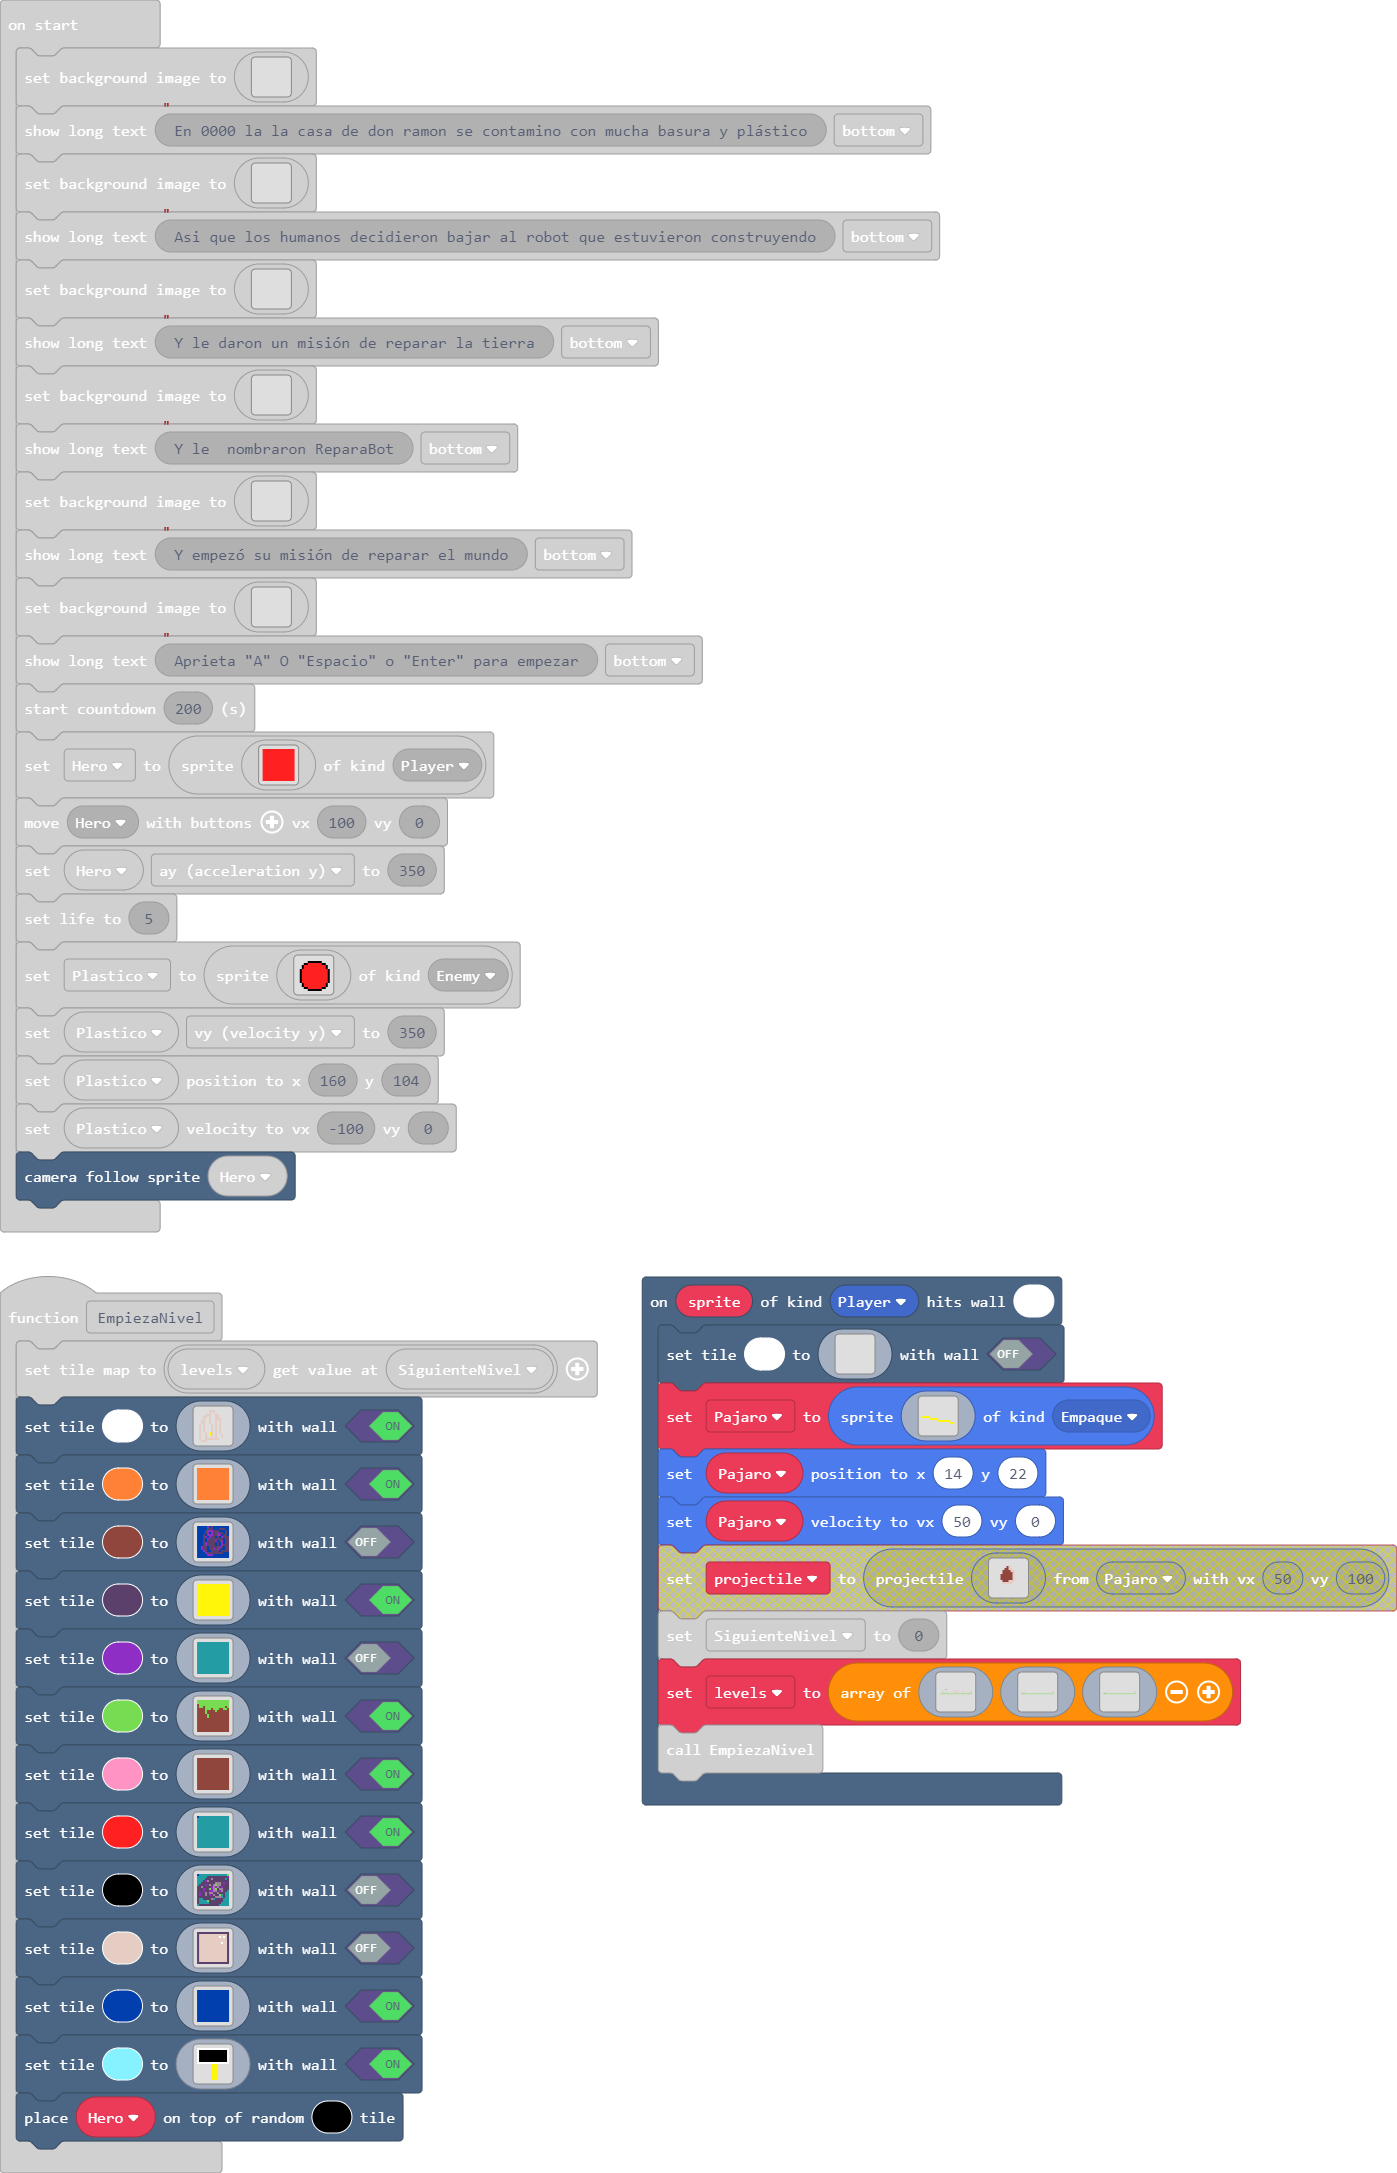 on start
set background image to
show long text " En 0000 la la casa de don ramon se contamino con mucha basura y plástico bottom
set background image to
show long text " Asi que los humanos decidieron bajar al robot que estuvieron construyendo bottom
set background image to
show long text " Y le daron un misión de reparar la tierra bottom
set background image to
show long text " Y le nombraron ReparaBot bottom
set background image to
show long text " Y empezó su misión de reparar el mundo bottom
set background image to
show long text " Aprieta "A" O "Espacio" o "Enter" para empezar bottom
start countdown 200 (s)
set Hero to sprite of kind Player
move Hero with buttons vx 100 vy 0
set Hero ay (acceleration y) to 350
set life to 5
set Plastico to sprite of kind Enemy
set Plastico vy (velocity y) to 350
set Plastico position to x 160 y 104
set Plastico velocity to vx -100 vy 0
camera follow sprite Hero
function EmpiezaNivel
set tile map to levels get value at SiguienteNivel
set tile to with wall ON
set tile to with wall ON
set tile to with wall OFF
set tile to with wall ON
set tile to with wall OFF
set tile to with wall ON
set tile to with wall ON
set tile to with wall ON
set tile to with wall OFF
set tile to with wall OFF
set tile to with wall ON
set tile to with wall ON
place Hero on top of random tile
on sprite of kind Player hits wall
set tile to with wall OFF
set Pajaro to sprite of kind Empaque
set Pajaro position to x 14 y 22
set Pajaro velocity to vx 50 vy 0
set projectile to projectile from Pajaro with vx 50 vy 100
set SiguienteNivel to 0
set levels to array of
call EmpiezaNivel